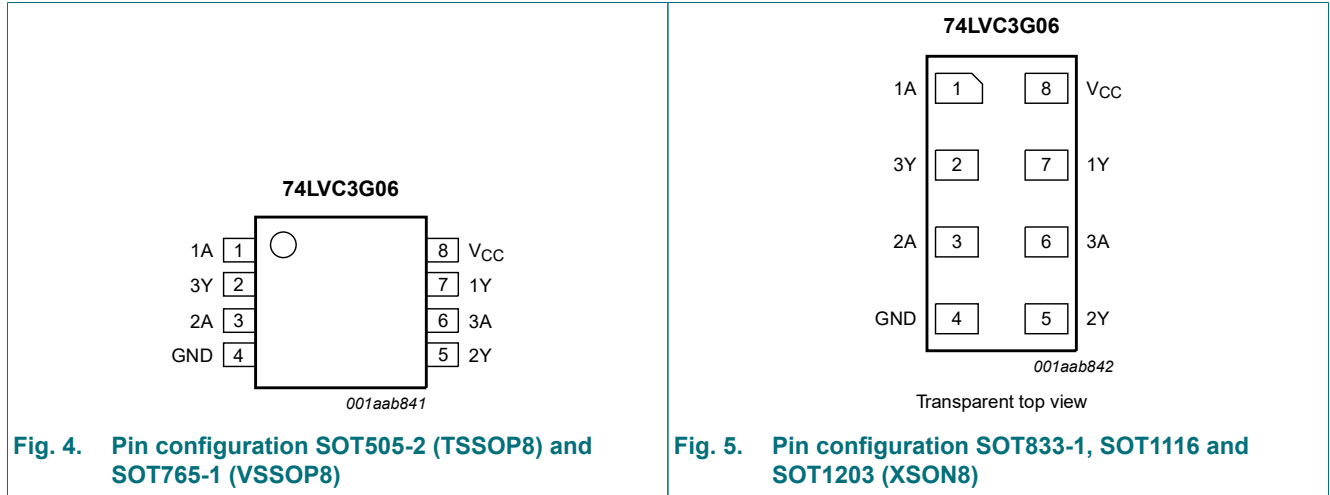 74LVC3G06
1A 1 8 VCC
3Y 2 7 1Y
2A 3 6 3A
GND 4 5 2Y
001aab841
Fig. 4. Pin configuration SOT505-2 (TSSOP8) and
SOT765-1 (VSSOP8)
74LVC3G06
1A 1 8 VCC
3Y 2 7 1Y
2A 3 6 3A
GND 4 5 2Y
001aab842
Transparent top view
Fig. 5. Pin configuration SOT833-1, SOT1116 and
SOT1203 (XSON8)